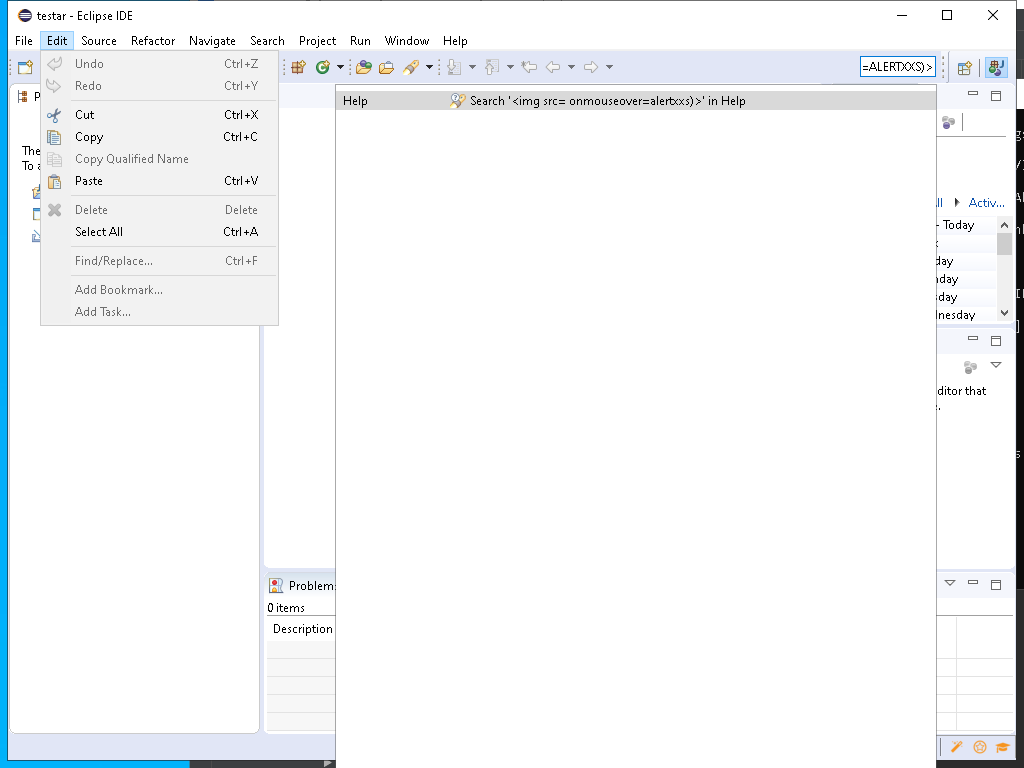 testar - Eclipse IDE
File Edit Source Refactor Navigate Search Project Run Window Help
Undo Ctrl+Z
Redo Ctrl+Y
Cut Ctrl+X
Copy Ctrl+C
Copy Qualified Name
Paste Ctrl+V
Delete Delete
Select All Ctrl+A
Find/Replace... Ctrl+F
Add Bookmark...
Add Task...
=ALERTXXS)>
Help Search '<img src= onmouseover=alertxxs)>' in Help
P
The
To a
Activ...
- Today
day
nday
sday
dnesday
ditor that
Problem
0 items
Description